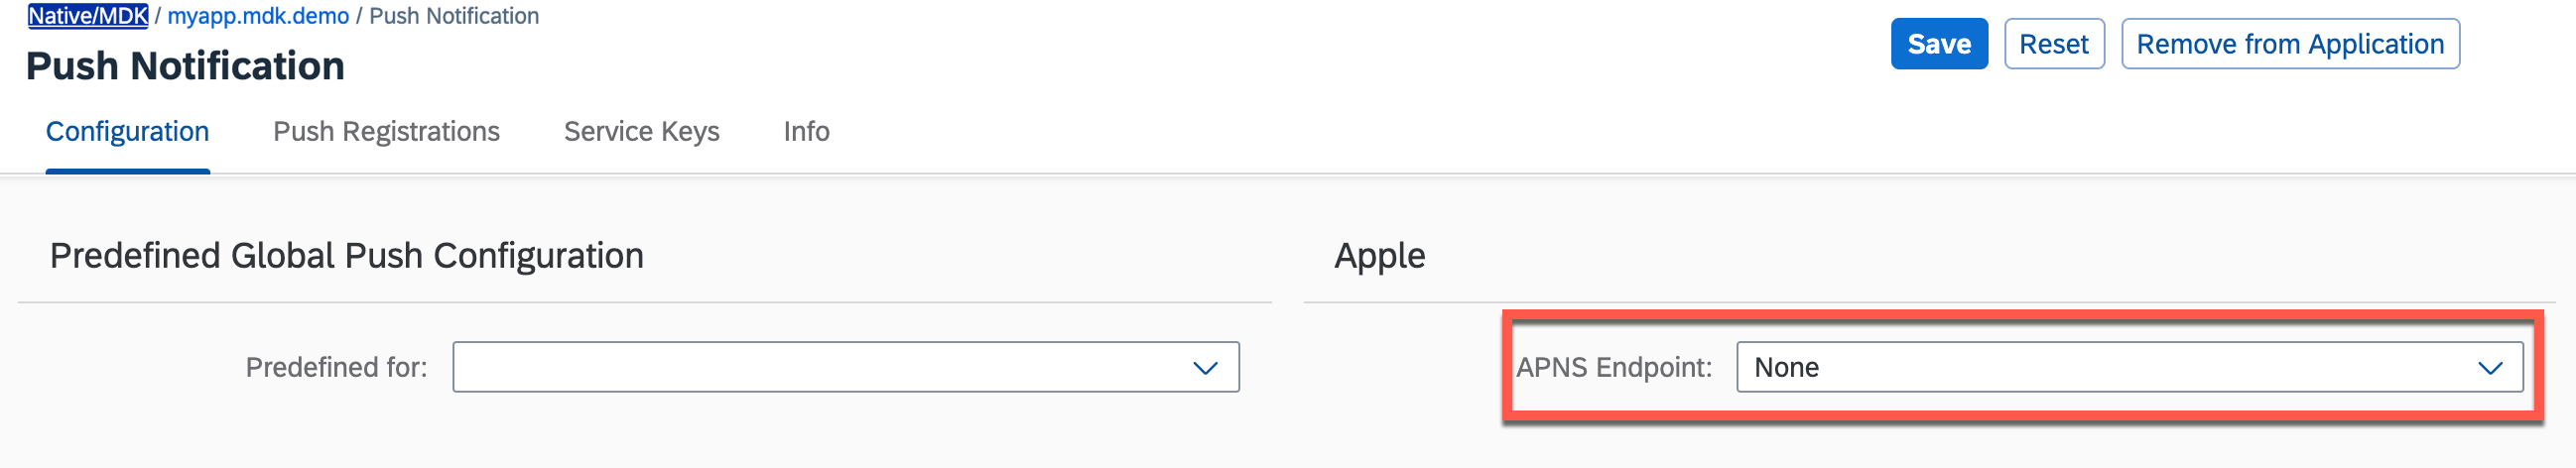 Native/MDK / myapp.mdk.demo / Push Notification
Push Notification
Save Reset Remove from Application
Configuration Push Registrations Service Keys Info
Predefined Global Push Configuration
Predefined for:
Apple
APNS Endpoint: None